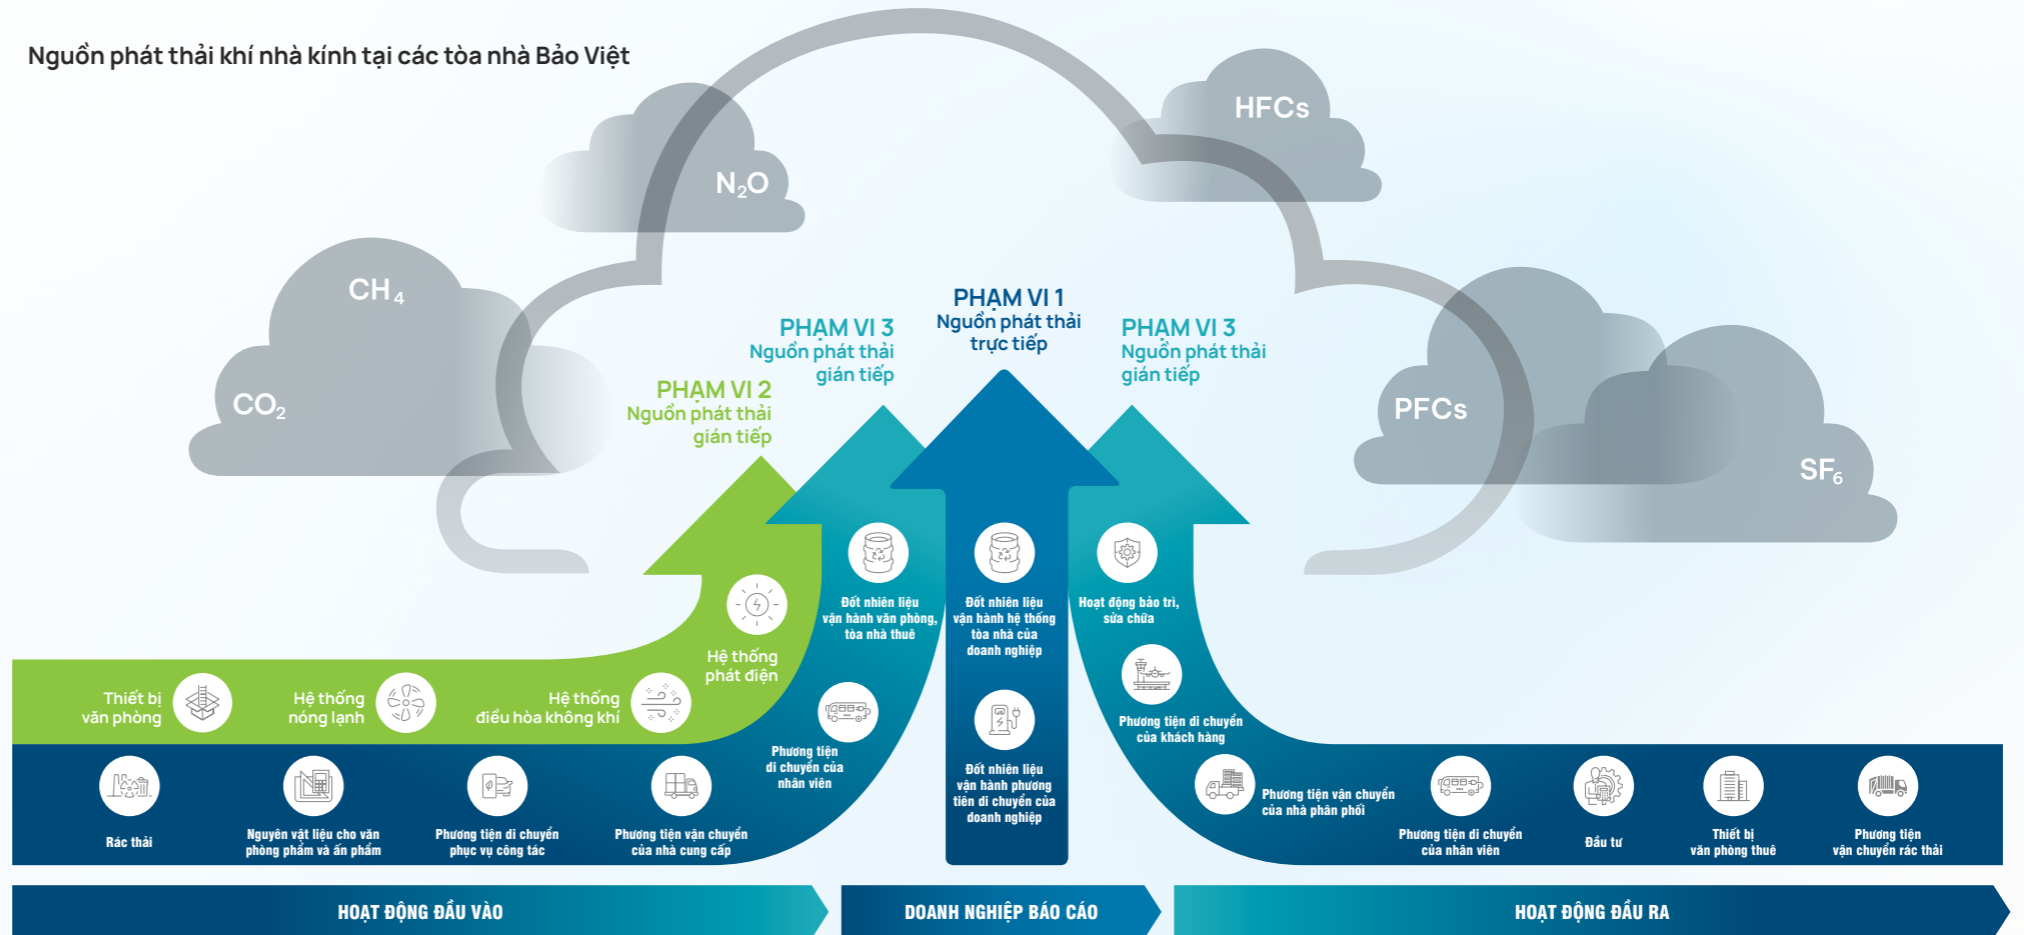 Nguồn phát thải khí nhà kính tại các tòa nhà Bảo Việt
HFCs
N₂O
CH₄
CO₂
PFCs
SF₆
PHẠM VI 1
Nguồn phát thải
trực tiếp
PHẠM VI 3
Nguồn phát thải
gián tiếp
PHẠM VI 3
Nguồn phát thải
gián tiếp
PHẠM VI 2
Nguồn phát thải
gián tiếp
Thiết bị
văn phòng
Hệ thống
nóng lạnh
Hệ thống
điều hòa không khí
Hệ thống
phát điện
Đốt nhiên liệu
vận hành văn phòng,
tòa nhà thuê
Phương tiện
di chuyển của
nhân viên
Đốt nhiên liệu
vận hành hệ thống
tòa nhà của
doanh nghiệp
Đốt nhiên liệu
vận hành phương
tiên di chuyển của
doanh nghiệp
Hoạt động bảo trì,
sửa chữa
Phương tiện di chuyển
của khách hàng
Phương tiện vận chuyển
của nhà phân phối
Rác thải
Nguyên vật liệu cho văn
phòng phẩm và ấn phẩm
Phương tiện di chuyển
phục vụ công tác
Phương tiện vận chuyển
của nhà cung cấp
Phương tiện di chuyển
của nhân viên
Đầu tư
Thiết bị
văn phòng thuê
Phương tiện
vận chuyển rác thải
HOẠT ĐỘNG ĐẦU VÀO
DOANH NGHIỆP BÁO CÁO
HOẠT ĐỘNG ĐẦU RA